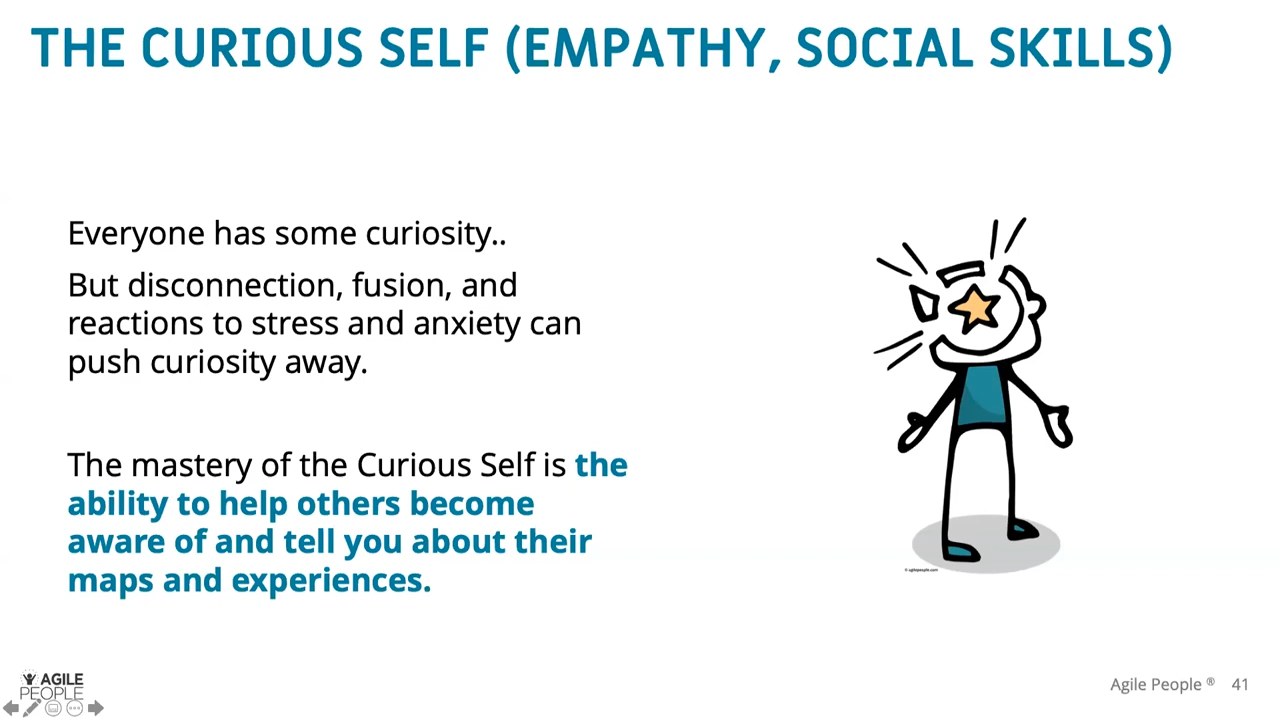 THE CURIOUS SELF (EMPATHY, SOCIAL SKILLS)
Everyone has some curiosity..
But disconnection, fusion, and
reactions to stress and anxiety can
push curiosity away.
The mastery of the Curious Self is the
ability to help others become
aware of and tell you about their
maps and experiences.
© agilepeople.com
AGILE
PEOPLE
Agile People ® 41